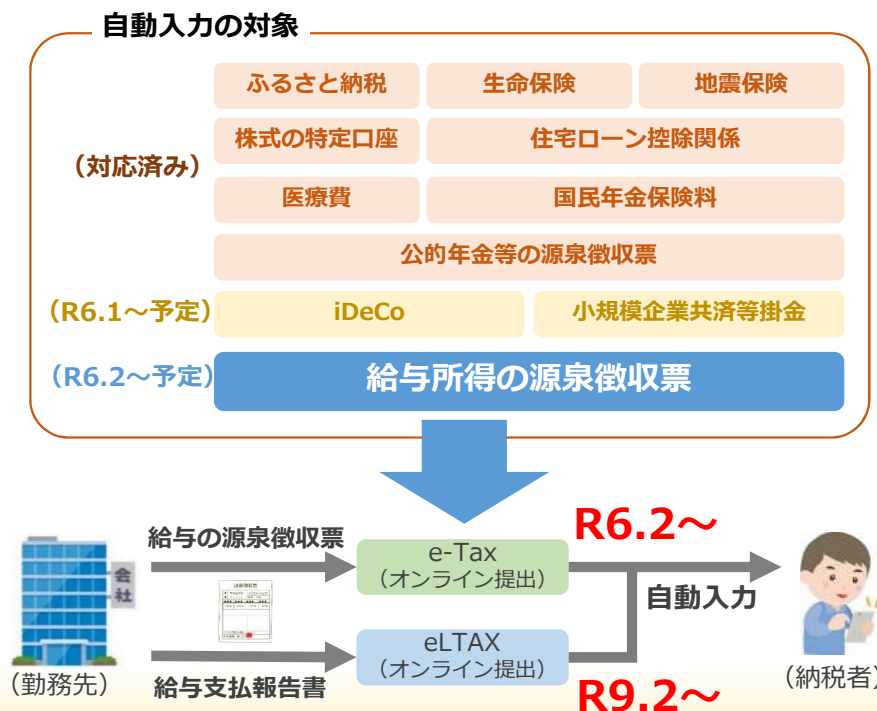 自動入力の対象
ふるさと納税 生命保険 地震保険
(対応済み)
株式の特定口座 住宅ローン控除関係
医療費 国民年金保険料
公的年金等の源泉徴収票
(R6.1～予定) iDeCo 小規模企業共済等掛金
(R6.2～予定) 給与所得の源泉徴収票
給与の源泉徴収票
e-Tax
(オンライン提出)
R6.2～
会社
自動入力
eLTAX
(オンライン提出)
(勤務先)
給与支払報告書
R9.2～
(納税者)